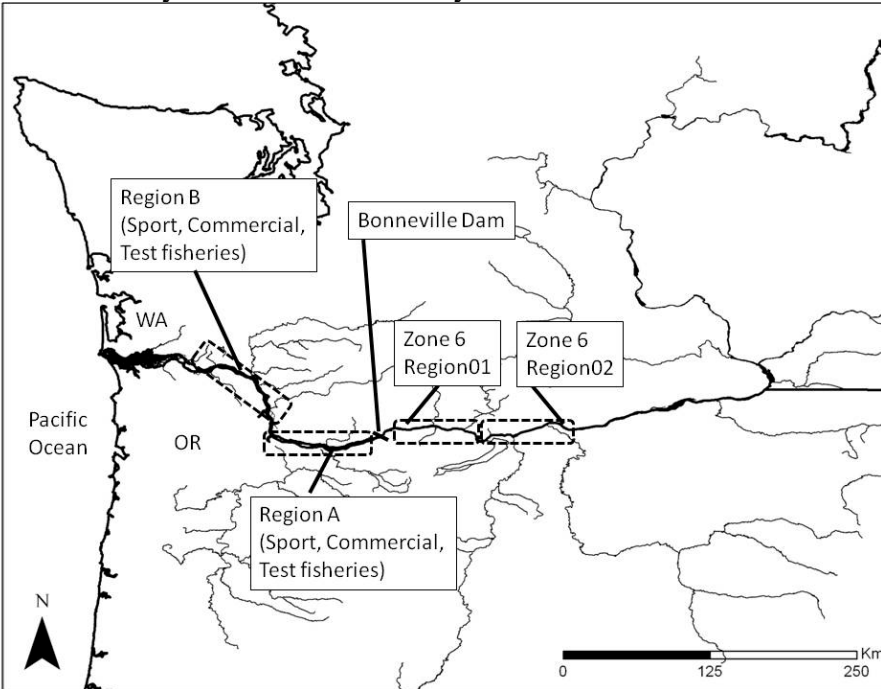 Region B
(Sport, Commercial,
Test fisheries)
Bonneville Dam
WA
Zone 6
Region01
Zone 6
Region02
Pacific
Ocean
OR
Region A
(Sport, Commercial,
Test fisheries)
N
Km
0
125
250